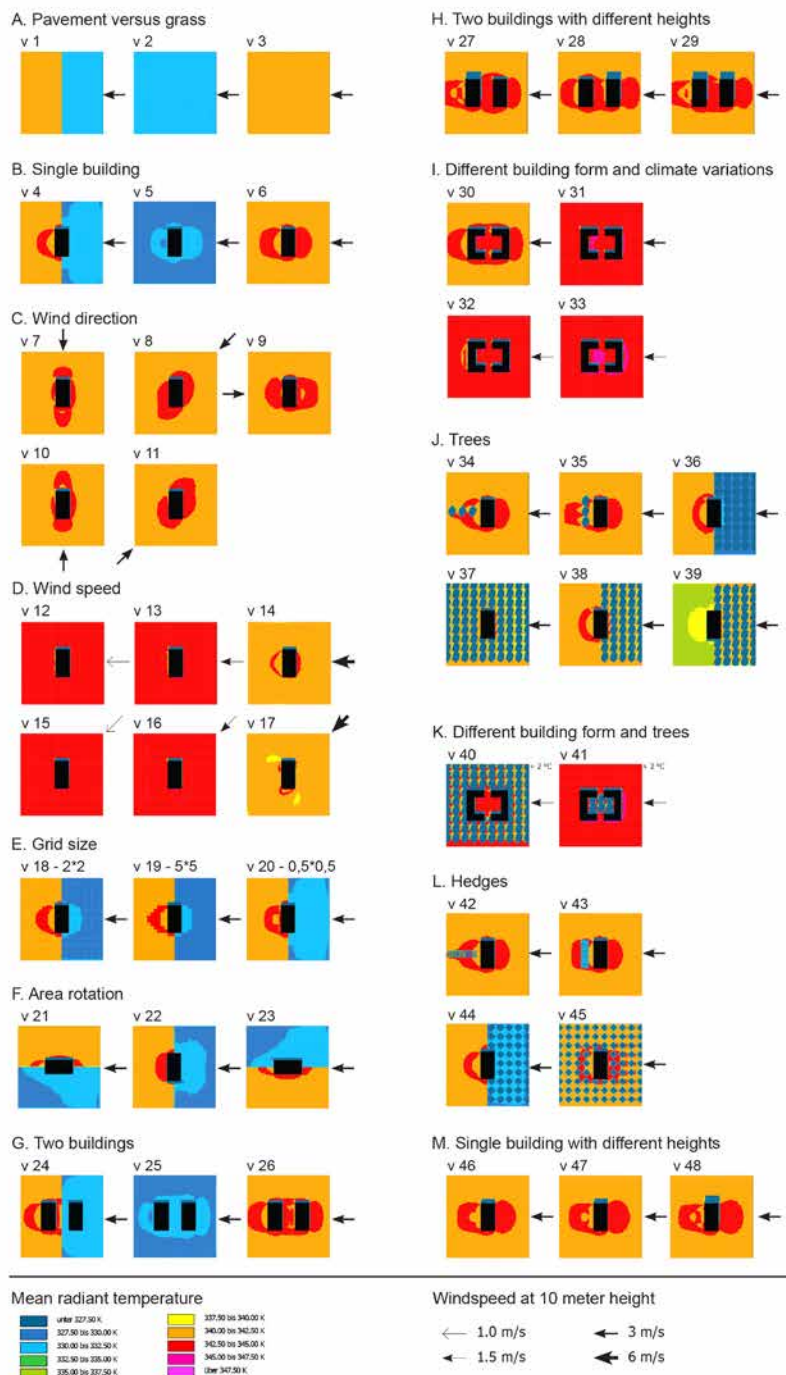 A. Pavement versus grass
v 1
v 2
v 3
B. Single building
v 4
v 5
v 6
C. Wind direction
v 7
v 8
v 9
v 10
v 11
D. Wind speed
v 12
v 13
v 14
v 15
v 16
v 17
E. Grid size
v 18 - 2*2
v 19 - 5*5
v 20 - 0,5*0,5
F. Area rotation
v 21
v 22
v 23
G. Two buildings
v 24
v 25
v 26
H. Two buildings with different heights
v 27
v 28
v 29
I. Different building form and climate variations
v 30
v 31
v 32
v 33
J. Trees
v 34
v 35
v 36
v 37
v 38
v 39
K. Different building form and trees
v 40
+ 2 °C
v 41
+ 2 °C
L. Hedges
v 42
v 43
v 44
v 45
M. Single building with different heights
v 46
v 47
v 48
Mean radiant temperature
unter 327.50 K
327.50 bis 330.00 K
330.00 bis 332.50 K
332.50 bis 335.00 K
335.00 bis 337.50 K
337.50 bis 340.00 K
340.00 bis 342.50 K
342.50 bis 345.00 K
345.00 bis 347.50 K
über 347.50 K
Windspeed at 10 meter height
1.0 m/s
1.5 m/s
3 m/s
6 m/s